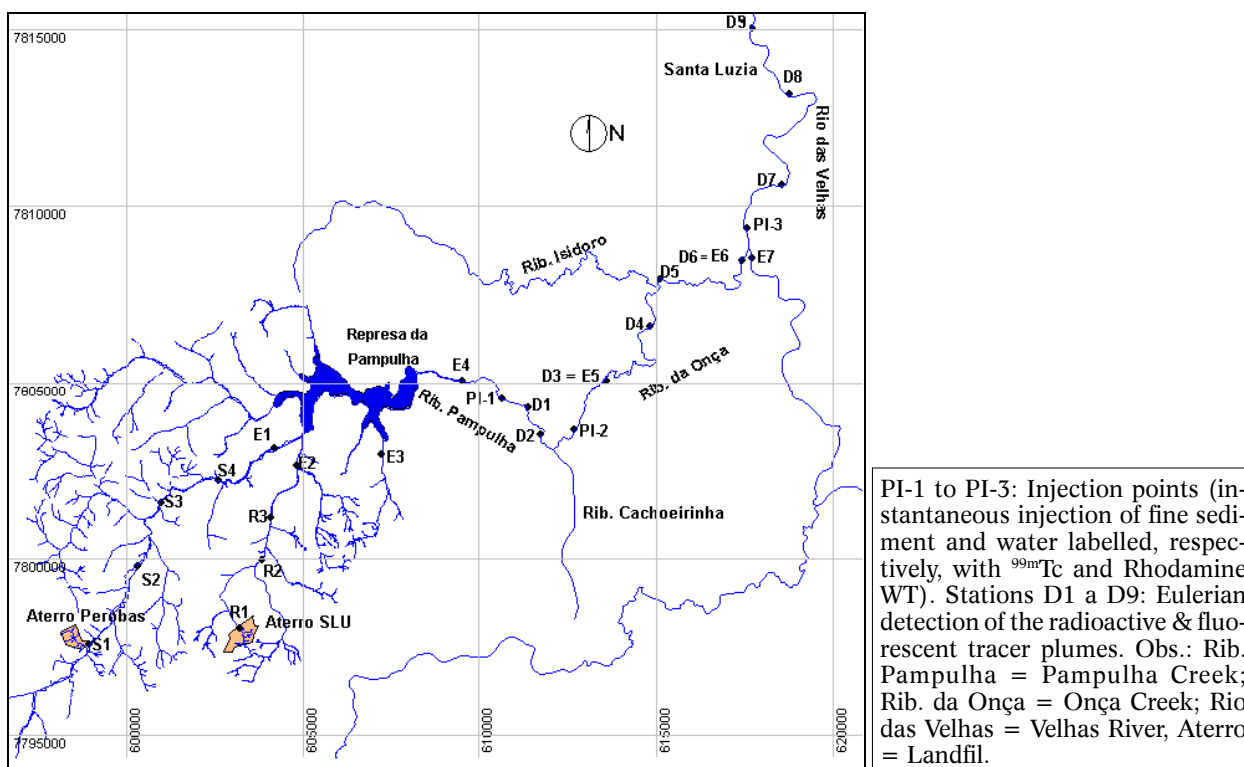 D9
7815000
Santa Luzia
D8
N
Rio das Velhas
D7
7810000
PI-3
Rib. Isidoro
D6 = E6
E7
D5
D4
Represa da
Pampulha
E4
D3 = E5
Rib. da Onça
7805000
PI-1
D1
Rib. Pampulha
D2
PI-2
E1
E2
E3
S4
S3
R3
Rib. Cachoeirinha
7800000
S2
R2
Aterro Perobas
R1
Aterro SLU
S1
7795000
600000
605000
610000
615000
620000
PI-1 to PI-3: Injection points (in-
stantaneous injection of fine sedi-
ment and water labelled, respec-
tively, with 99mTc and Rhodamine
WT). Stations D1 a D9: Eulerian
detection of the radioactive & fluo-
rescent tracer plumes. Obs.: Rib.
Pampulha = Pampulha Creek;
Rib. da Onça = Onça Creek; Rio
das Velhas = Velhas River, Aterro
= Landfil.